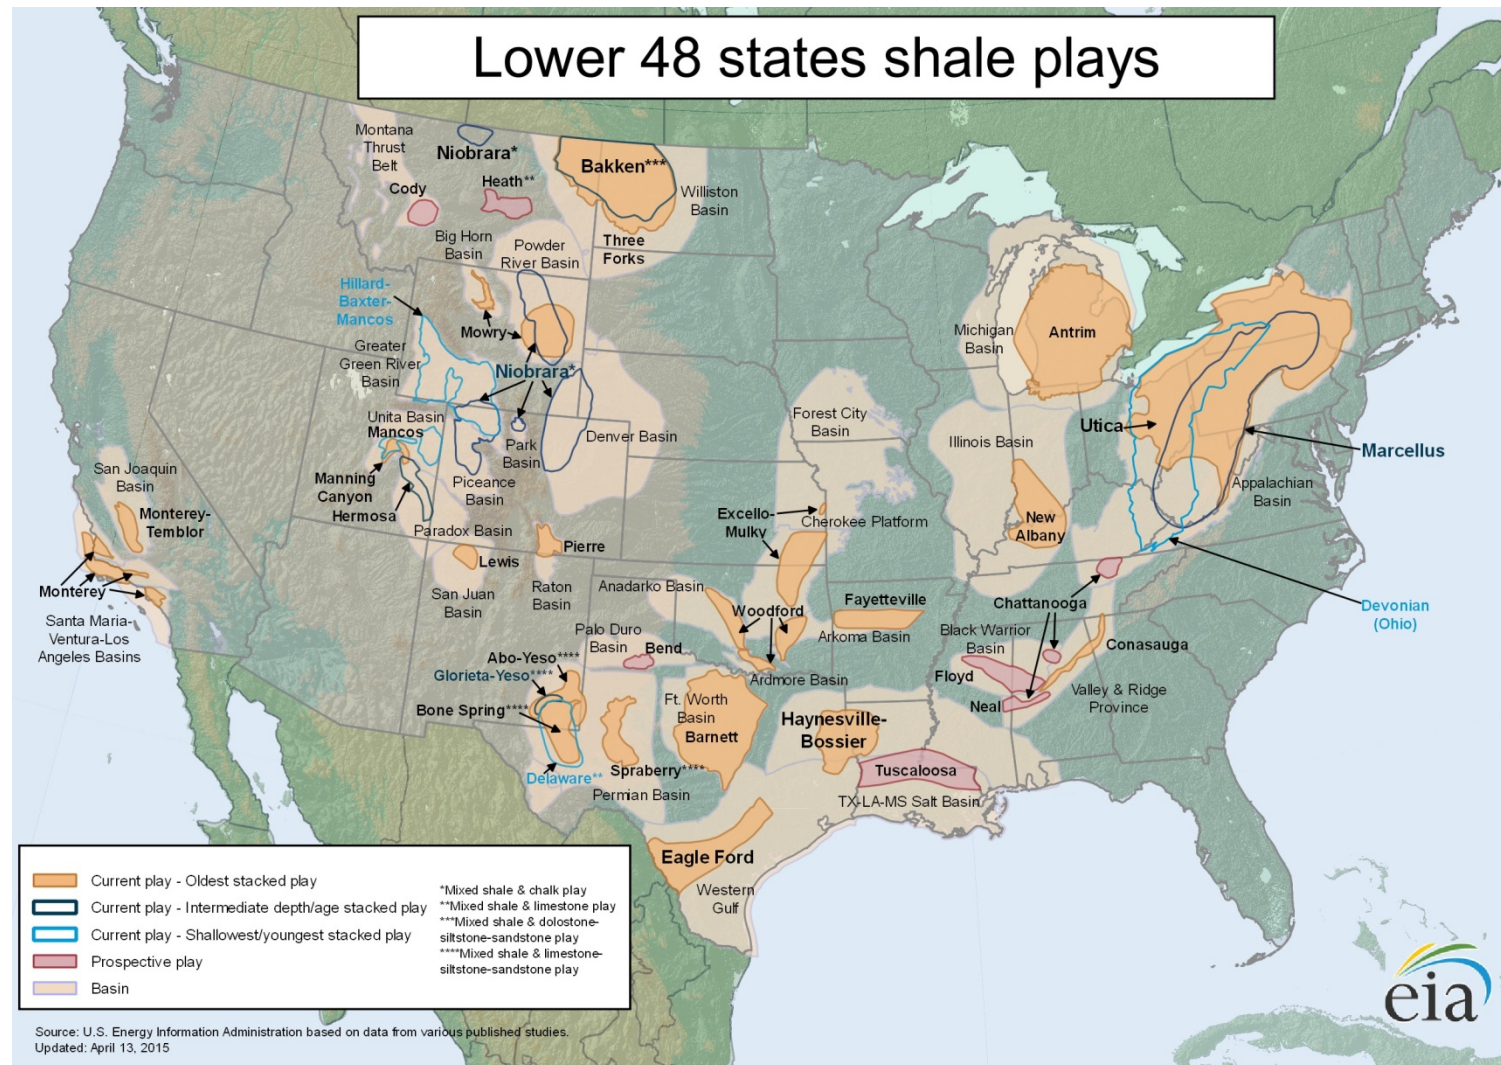 Lower 48 states shale plays
Montana
Thrust
Belt
Niobrara*
Bakken***
Cody
Heath**
Williston
Basin
Big Horn
Basin
Powder
River Basin
Three
Forks
Hillard-
Baxter-
Mancos
Mowry
Greater
Green River
Basin
Niobrara*
Michigan
Basin
Antrim
Unita Basin
Mancos
Park
Basin
Denver Basin
Forest City
Basin
Illinois Basin
Utica
Marcellus
San Joaquin
Basin
Manning
Canyon
Hermosa
Piceance
Basin
Appalachian
Basin
Monterey-
Temblor
Paradox Basin
Excello-
Mulky
Cherokee Platform
New
Albany
Pierre
Lewis
Monterey
San Juan
Basin
Raton
Basin
Anadarko Basin
Woodford
Fayetteville
Arkoma Basin
Chattanooga
Devonian
(Ohio)
Santa Maria-
Ventura-Los
Angeles Basins
Palo Duro
Basin
Bend
Black Warrior
Basin
Conasauga
Abo-Yeso****
Glorieta-Yeso****
Bone Spring****
Ardmore Basin
Floyd
Neal
Valley & Ridge
Province
Ft. Worth
Basin
Barnett
Haynesville-
Bossier
Delaware**
Spraberry****
Permian Basin
Tuscaloosa
TX-LA-MS Salt Basin
Eagle Ford
Western
Gulf
Current play - Oldest stacked play
Current play - Intermediate depth/age stacked play
Current play - Shallowest/youngest stacked play
Prospective play
Basin
*Mixed shale & chalk play
**Mixed shale & limestone play
***Mixed shale & dolostone-
siltstone-sandstone play
****Mixed shale & limestone-
siltstone-sandstone play
eia
Source: U.S. Energy Information Administration based on data from various published studies.
Updated: April 13, 2015